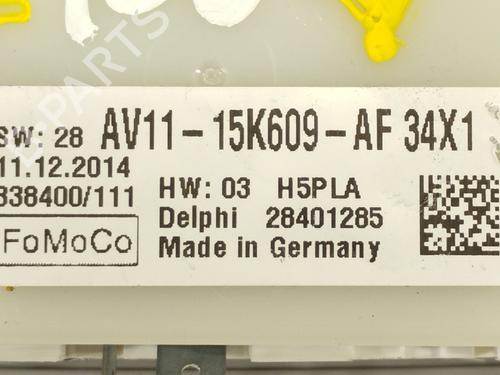 SW: 28 AV11-15K609-AF 34X1
11.12.2014
838400/111 HW: 03 H5PLA
FoMoCo Delphi 28401285
Made in Germany